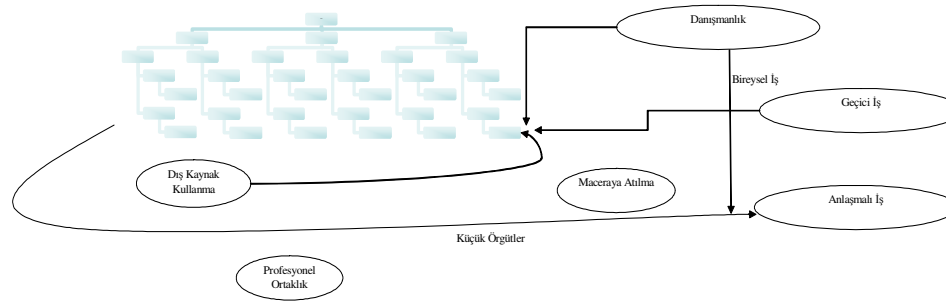 Danışmanlık
Bireysel İş
Geçici İş
Dış Kaynak
Kullanma
Maceraya Atılma
Anlaşmalı İş
Küçük Örgütler
Profesyonel
Ortaklık